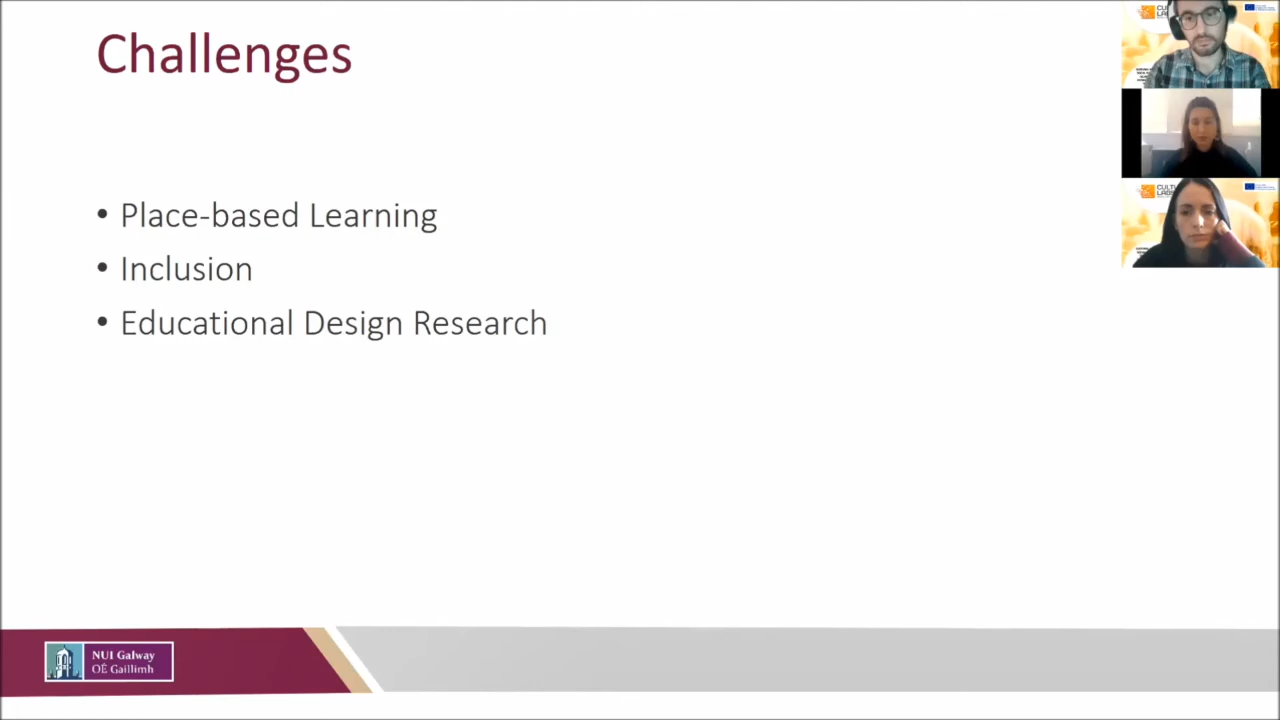 Challenges
• Place-based Learning
• Inclusion
• Educational Design Research
NUI Galway
OÉ Gaillimh